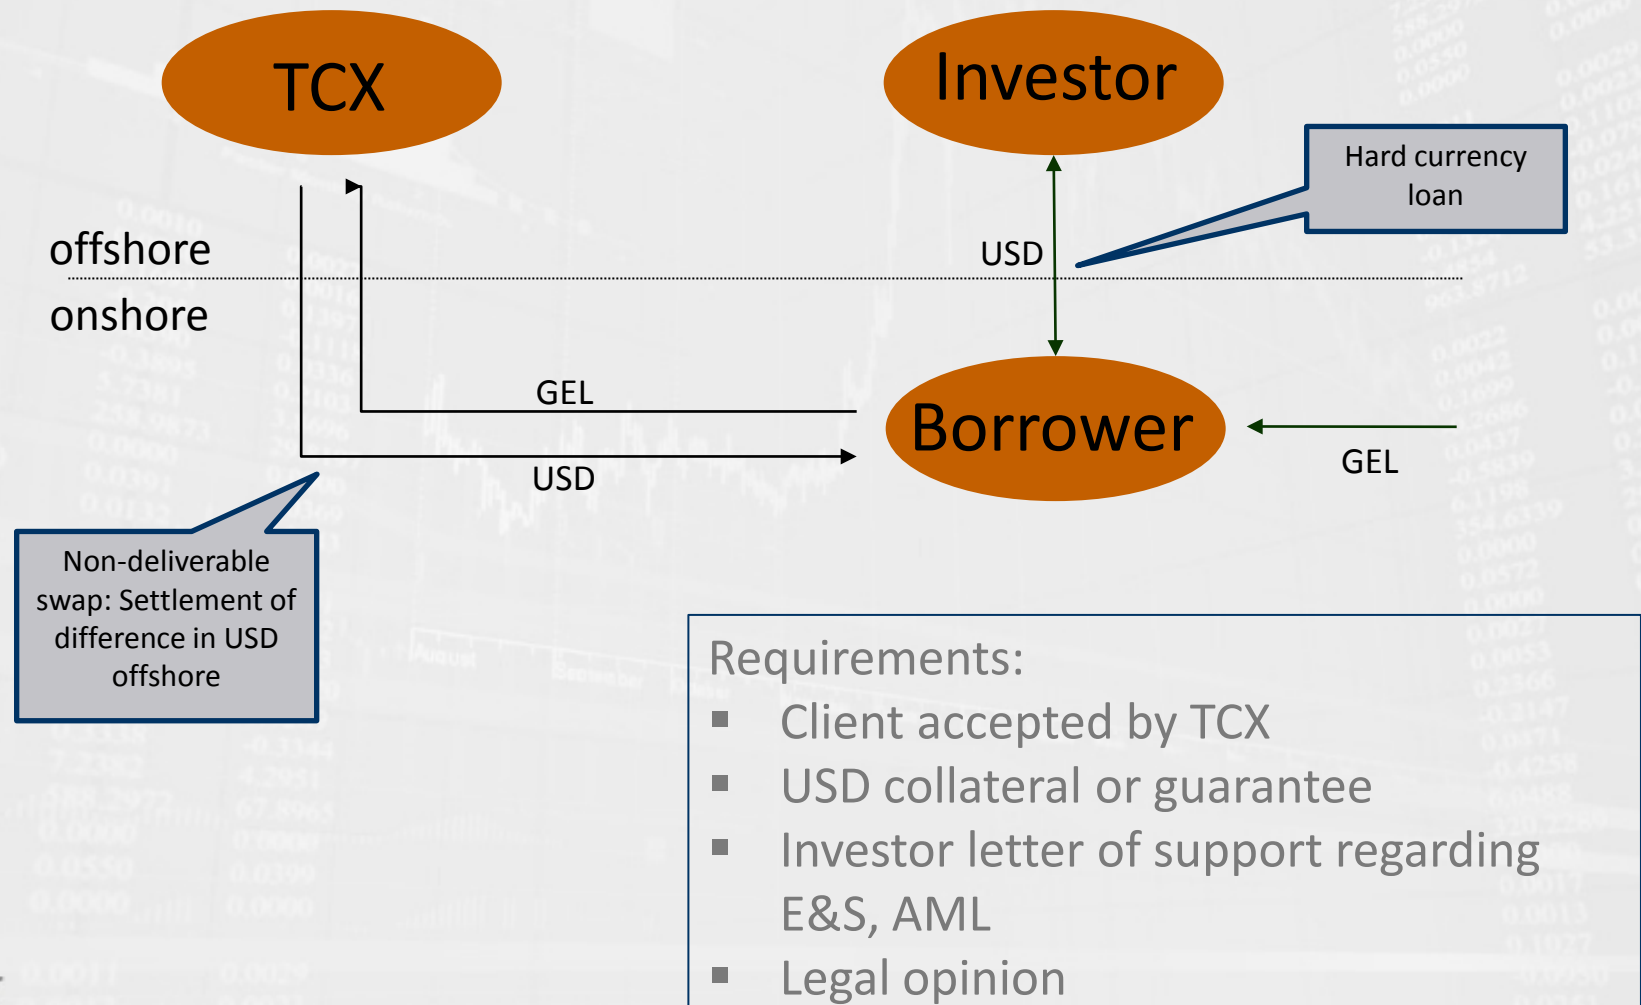 TCX
Investor
Hard currency
loan
offshore
USD
onshore
GEL
Borrower
GEL
USD
Non-deliverable
swap: Settlement of
difference in USD
offshore
Requirements:
▪ Client accepted by TCX
▪ USD collateral or guarantee
▪ Investor letter of support regarding
E&S, AML
▪ Legal opinion